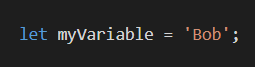 let myVariable = 'Bob';